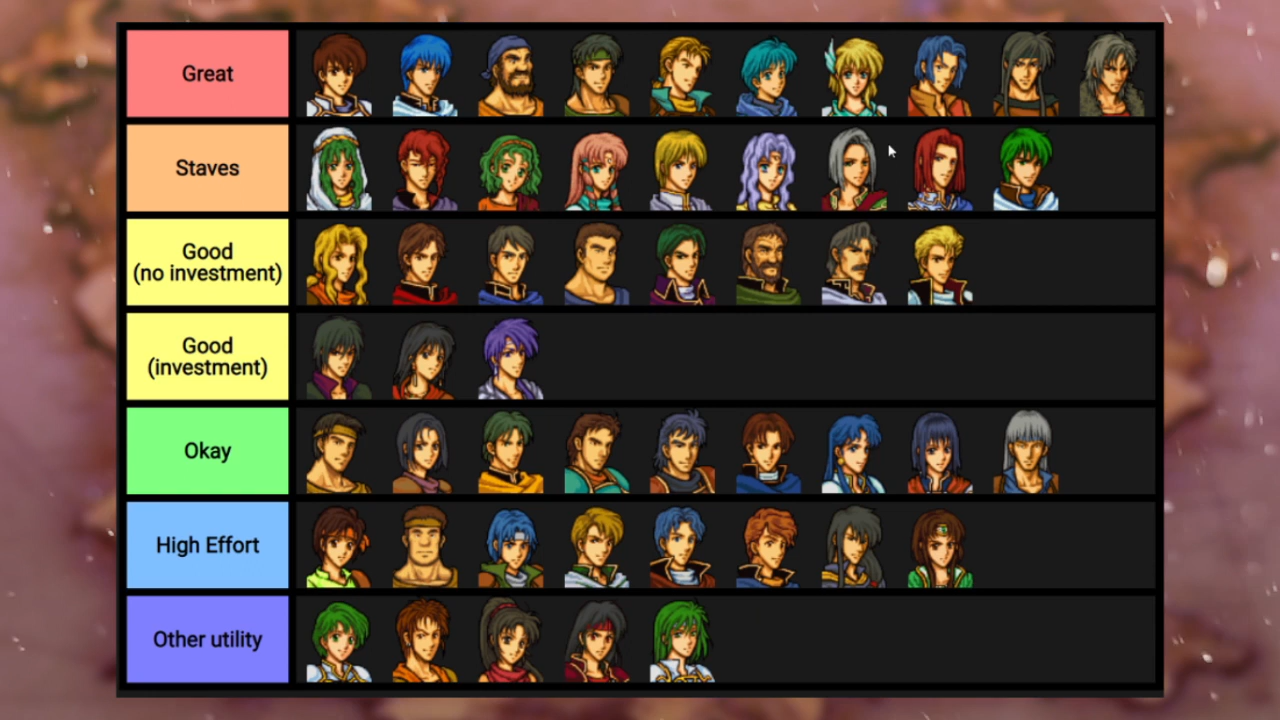 Great
Staves
Good
(no investment)
Good
(investment)
Okay
High Effort
Other utility